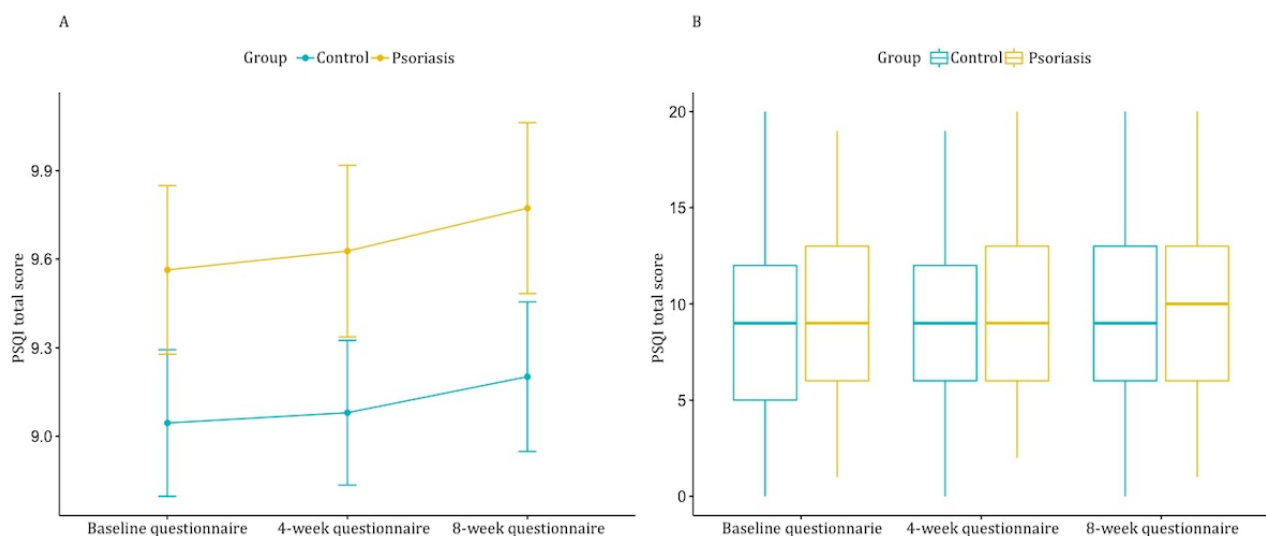 A
Group Control Psoriasis
PSQI total score
9.9
9.6
9.3
9.0
Baseline questionnaire 4-week questionnaire 8-week questionnaire
B
Group Control Psoriasis
PSQI total score
20
15
10
5
0
Baseline questionnarie 4-week questionnaire 8-week questionnaire